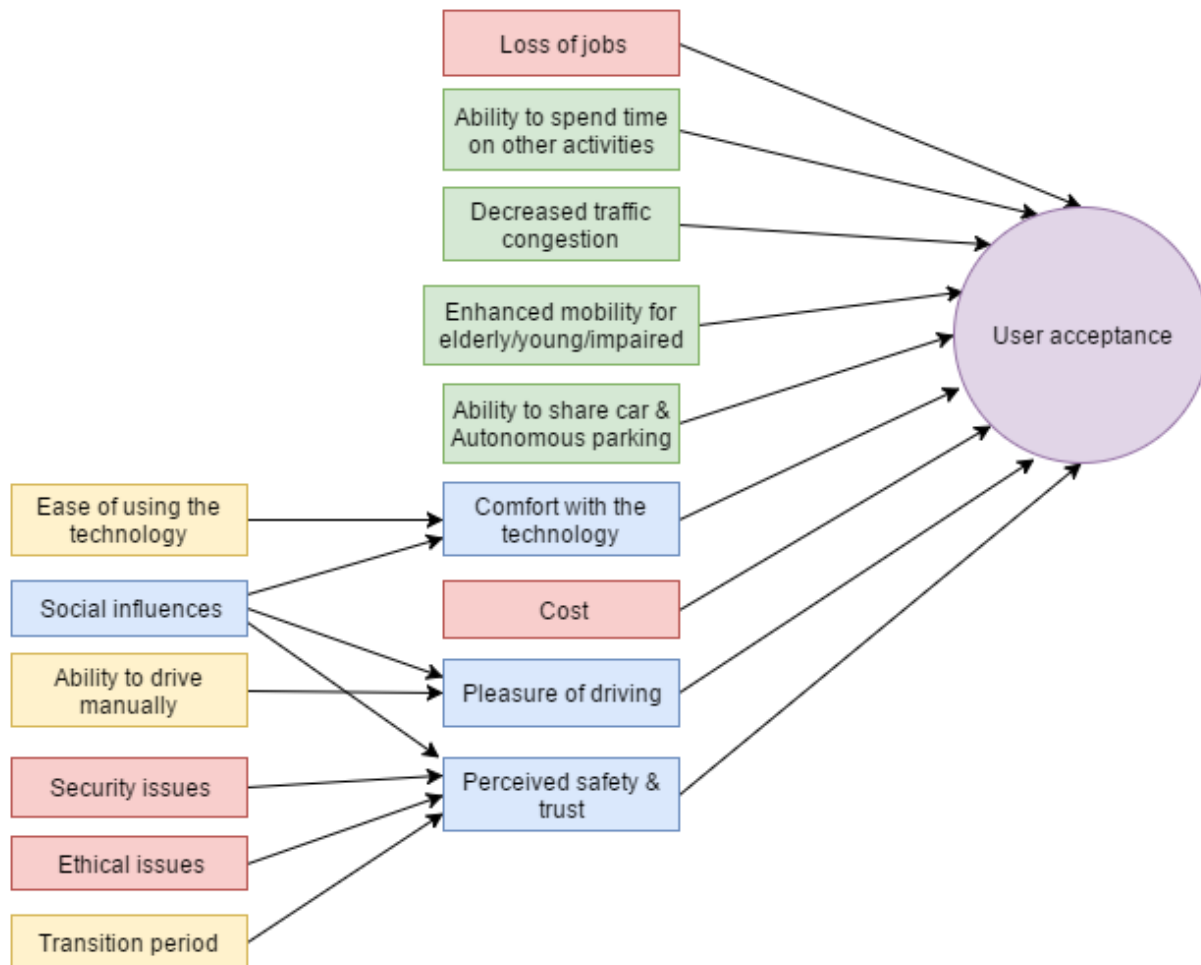 Loss of jobs
Ability to spend time
on other activities
Decreased traffic
congestion
Enhanced mobility for
elderly/young/impaired
User acceptance
Ability to share car &
Autonomous parking
Ease of using the
technology
Comfort with the
technology
Social influences
Cost
Ability to drive
manually
Pleasure of driving
Security issues
Perceived safety &
trust
Ethical issues
Transition period